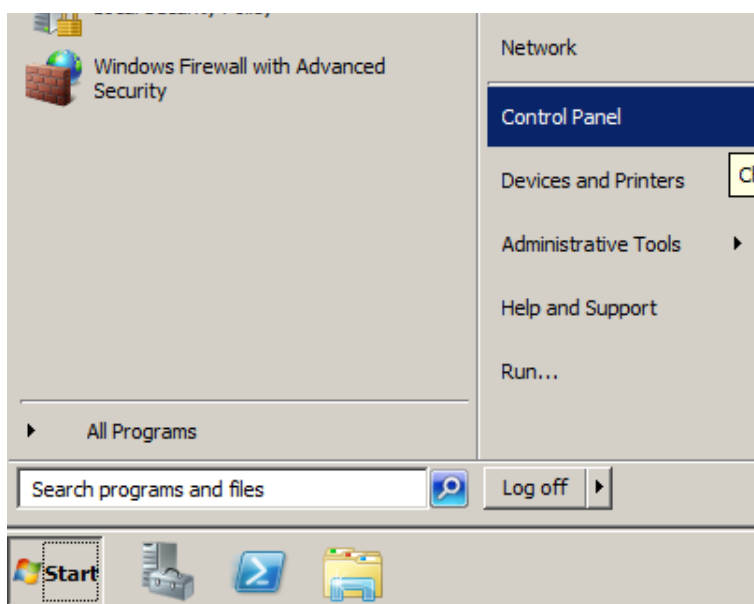 Windows Firewall with Advanced
Security
All Programs
Search programs and files
Network
Control Panel
Devices and Printers
Administrative Tools
Help and Support
Run...
Log off
Start